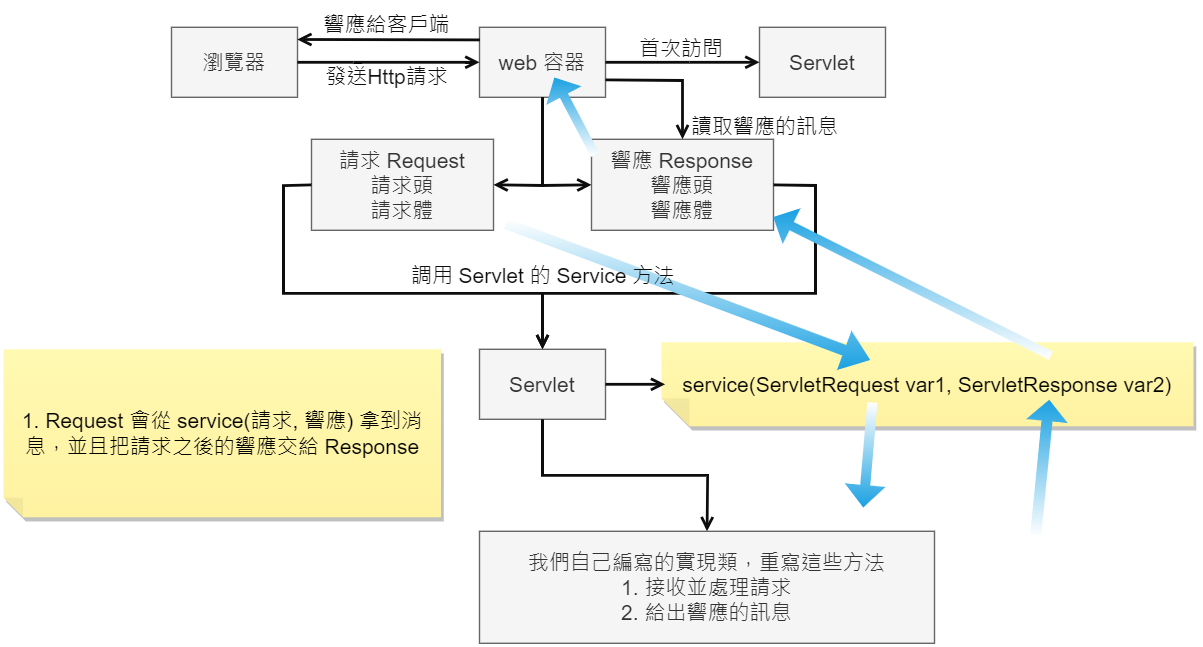 響應給客戶端
瀏覽器
發送Http請求
web 容器
首次訪問
Servlet
讀取響應的訊息
請求 Request
請求頭
請求體
響應 Response
響應頭
響應體
調用 Servlet 的 Service 方法
Servlet
service(ServletRequest var1, ServletResponse var2)
1. Request 會從 service(請求, 響應) 拿到消
息，並且把請求之後的響應交給 Response
我們自己編寫的實現類，重寫這些方法
1. 接收並處理請求
2. 給出響應的訊息